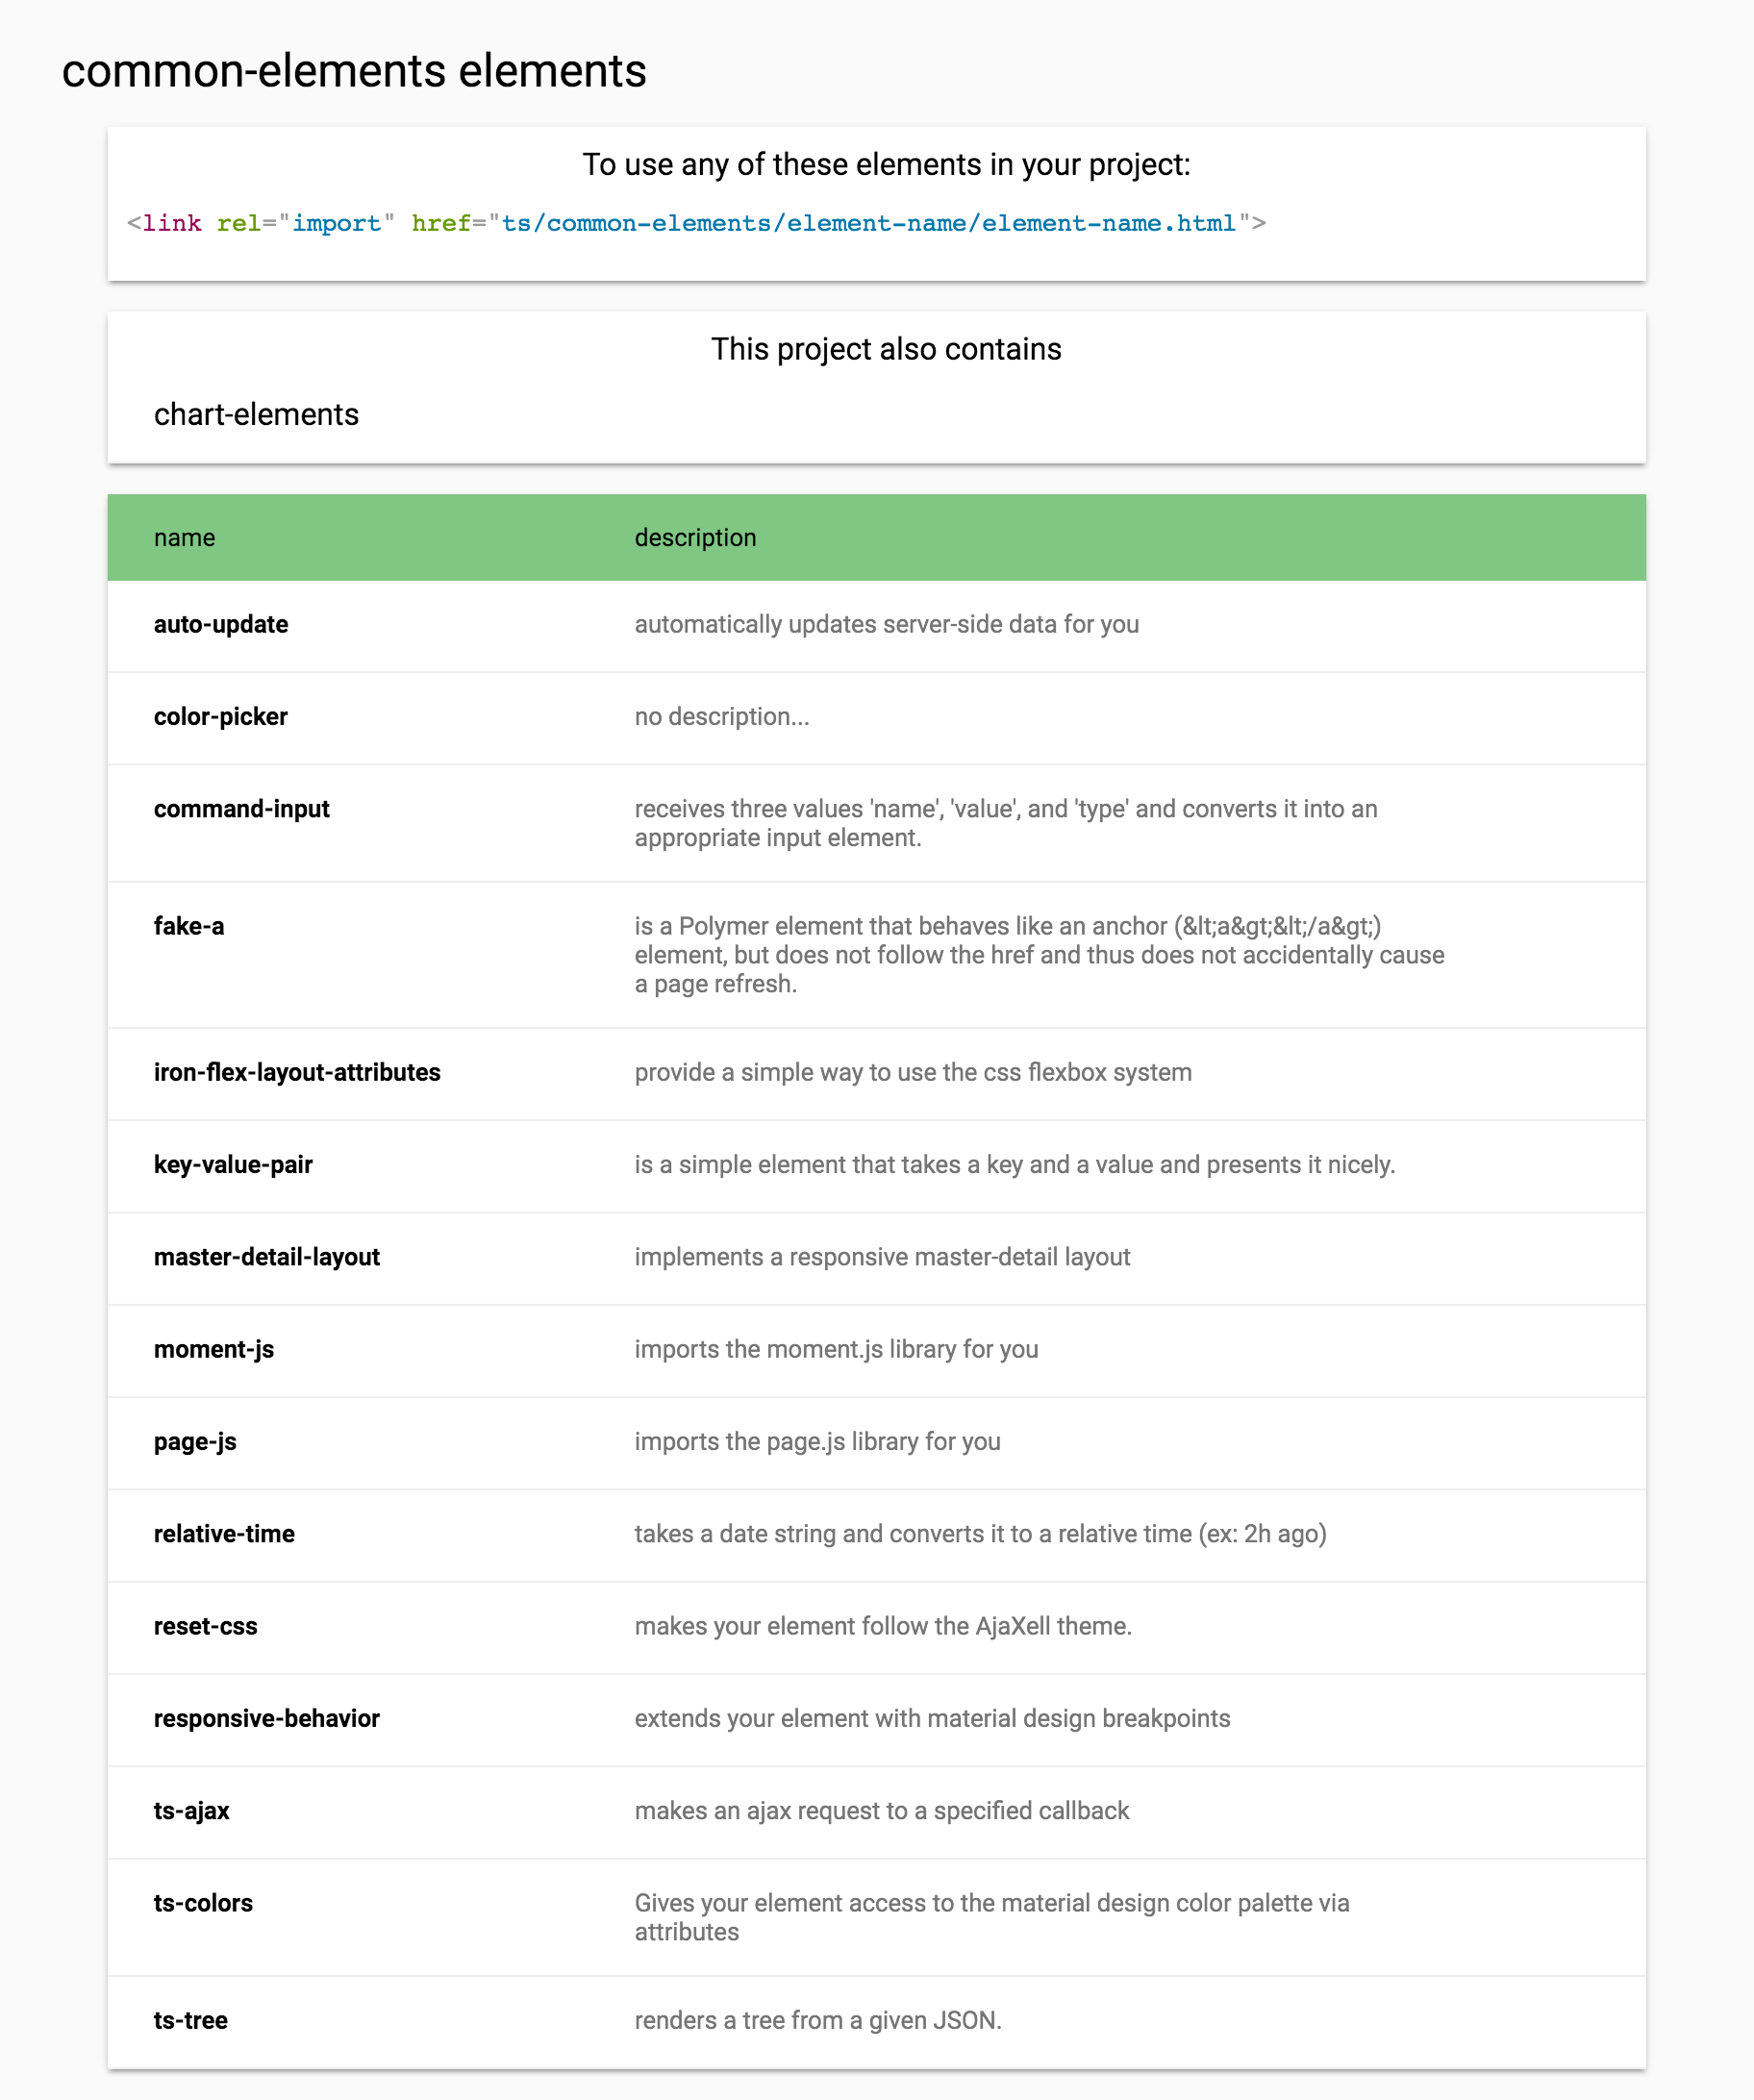 common-elements elements
To use any of these elements in your project:
<link rel="import" href="ts/common-elements/element-name/element-name.html">
This project also contains
chart-elements
name description
auto-update automatically updates server-side data for you
color-picker no description...
command-input receives three values 'name', 'value', and 'type' and converts it into an
appropriate input element.
fake-a is a Polymer element that behaves like an anchor (&lt;a&gt;&lt;/a&gt;)
element, but does not follow the href and thus does not accidentally cause
a page refresh.
iron-flex-layout-attributes provide a simple way to use the css flexbox system
key-value-pair is a simple element that takes a key and a value and presents it nicely.
master-detail-layout implements a responsive master-detail layout
moment-js imports the moment.js library for you
page-js imports the page.js library for you
relative-time takes a date string and converts it to a relative time (ex: 2h ago)
reset-css makes your element follow the AjaXell theme.
responsive-behavior extends your element with material design breakpoints
ts-ajax makes an ajax request to a specified callback
ts-colors Gives your element access to the material design color palette via
attributes
ts-tree renders a tree from a given JSON.